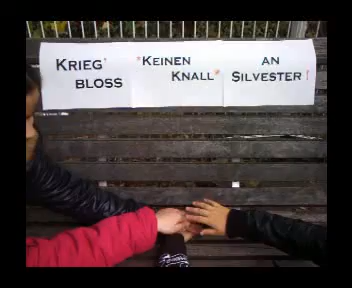 KRIEG'
BLOSS
"KEINEN
KNALL"
AN
SILVESTER!